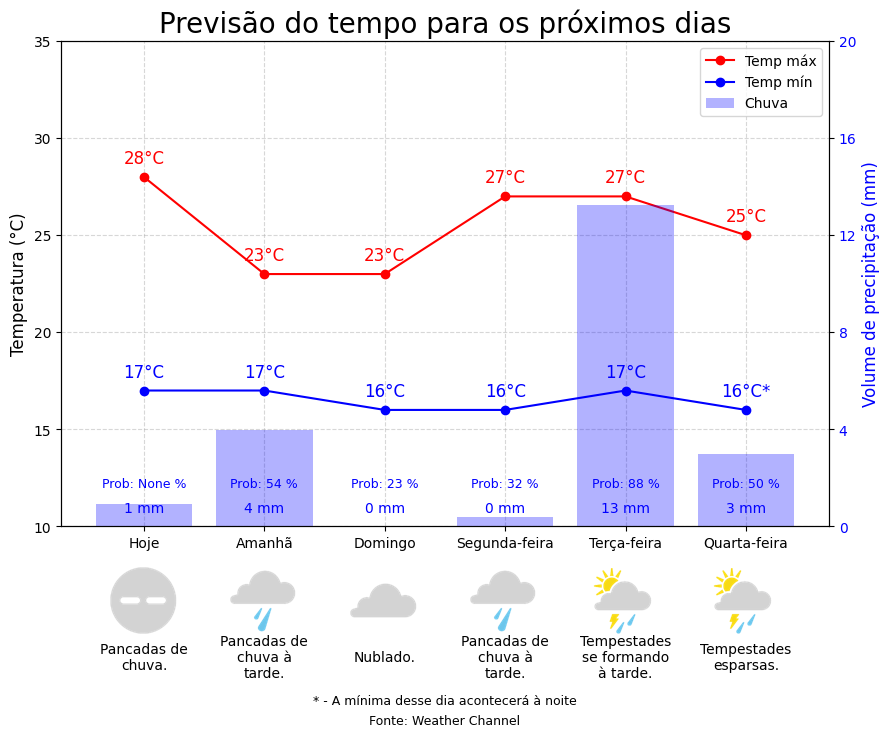 Previsão do tempo para os próximos dias
Temperatura (°C)
Volume de precipitação (mm)
35
30
25
20
15
10
20
16
12
8
4
0
Temp máx
Temp mín
Chuva
28°C
23°C
23°C
27°C
27°C
25°C
17°C
17°C
16°C
16°C
17°C
16°C*
Prob: None %
Prob: 54 %
Prob: 23 %
Prob: 32 %
Prob: 88 %
Prob: 50 %
1 mm
4 mm
0 mm
0 mm
13 mm
3 mm
Hoje
Amanhã
Domingo
Segunda-feira
Terça-feira
Quarta-feira
Pancadas de
chuva.
Pancadas de
chuva à
tarde.
Nublado.
Pancadas de
chuva à
tarde.
Tempestades
se formando
à tarde.
Tempestades
esparsas.
* - A mínima desse dia acontecerá à noite
Fonte: Weather Channel